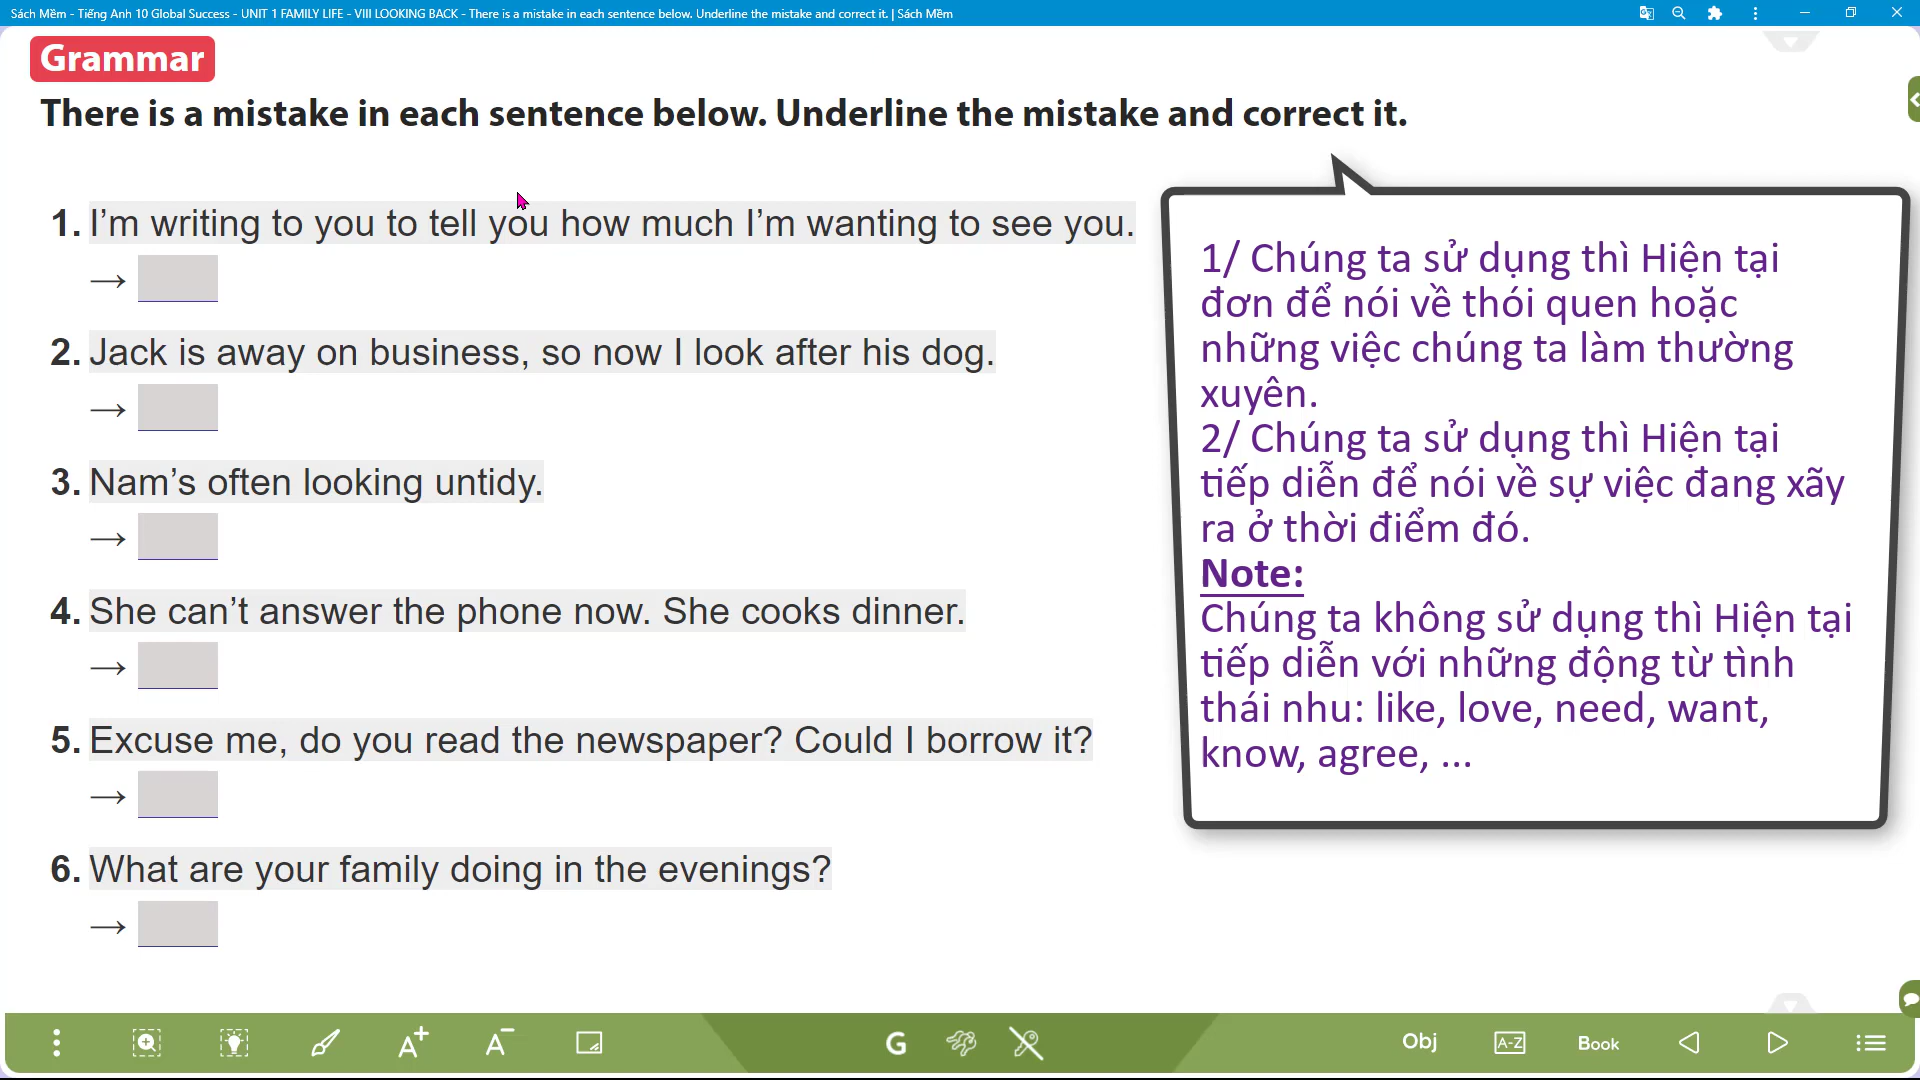 Sách Mềm - Tiếng Anh 10 Global Success - UNIT 1 FAMILY LIFE - VIII LOOKING BACK - There is a mistake in each sentence below. Underline the mistake and correct it. | Sách Mềm
Grammar
There is a mistake in each sentence below. Underline the mistake and correct it.
1. I'm writing to you to tell you how much I'm wanting to see you.
→
2. Jack is away on business, so now I look after his dog.
→
3. Nam's often looking untidy.
→
4. She can't answer the phone now. She cooks dinner.
→
5. Excuse me, do you read the newspaper? Could I borrow it?
→
6. What are your family doing in the evenings?
→
1/ Chúng ta sử dụng thì Hiện tại
đơn để nói về thói quen hoặc
những việc chúng ta làm thường
xuyên.
2/ Chúng ta sử dụng thì Hiện tại
tiếp diễn để nói về sự việc đang xãy
ra ở thời điểm đó.
Note:
Chúng ta không sử dụng thì Hiện tại
tiếp diễn với những động từ tình
thái nhu: like, love, need, want,
know, agree, ...
A+
A-
G
Obj
A-Z
Book